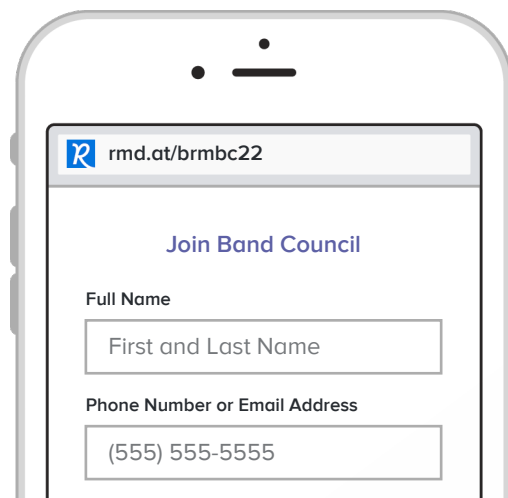 rmd.at/brmbc22
Join Band Council
Full Name
First and Last Name
Phone Number or Email Address
(555) 555-5555